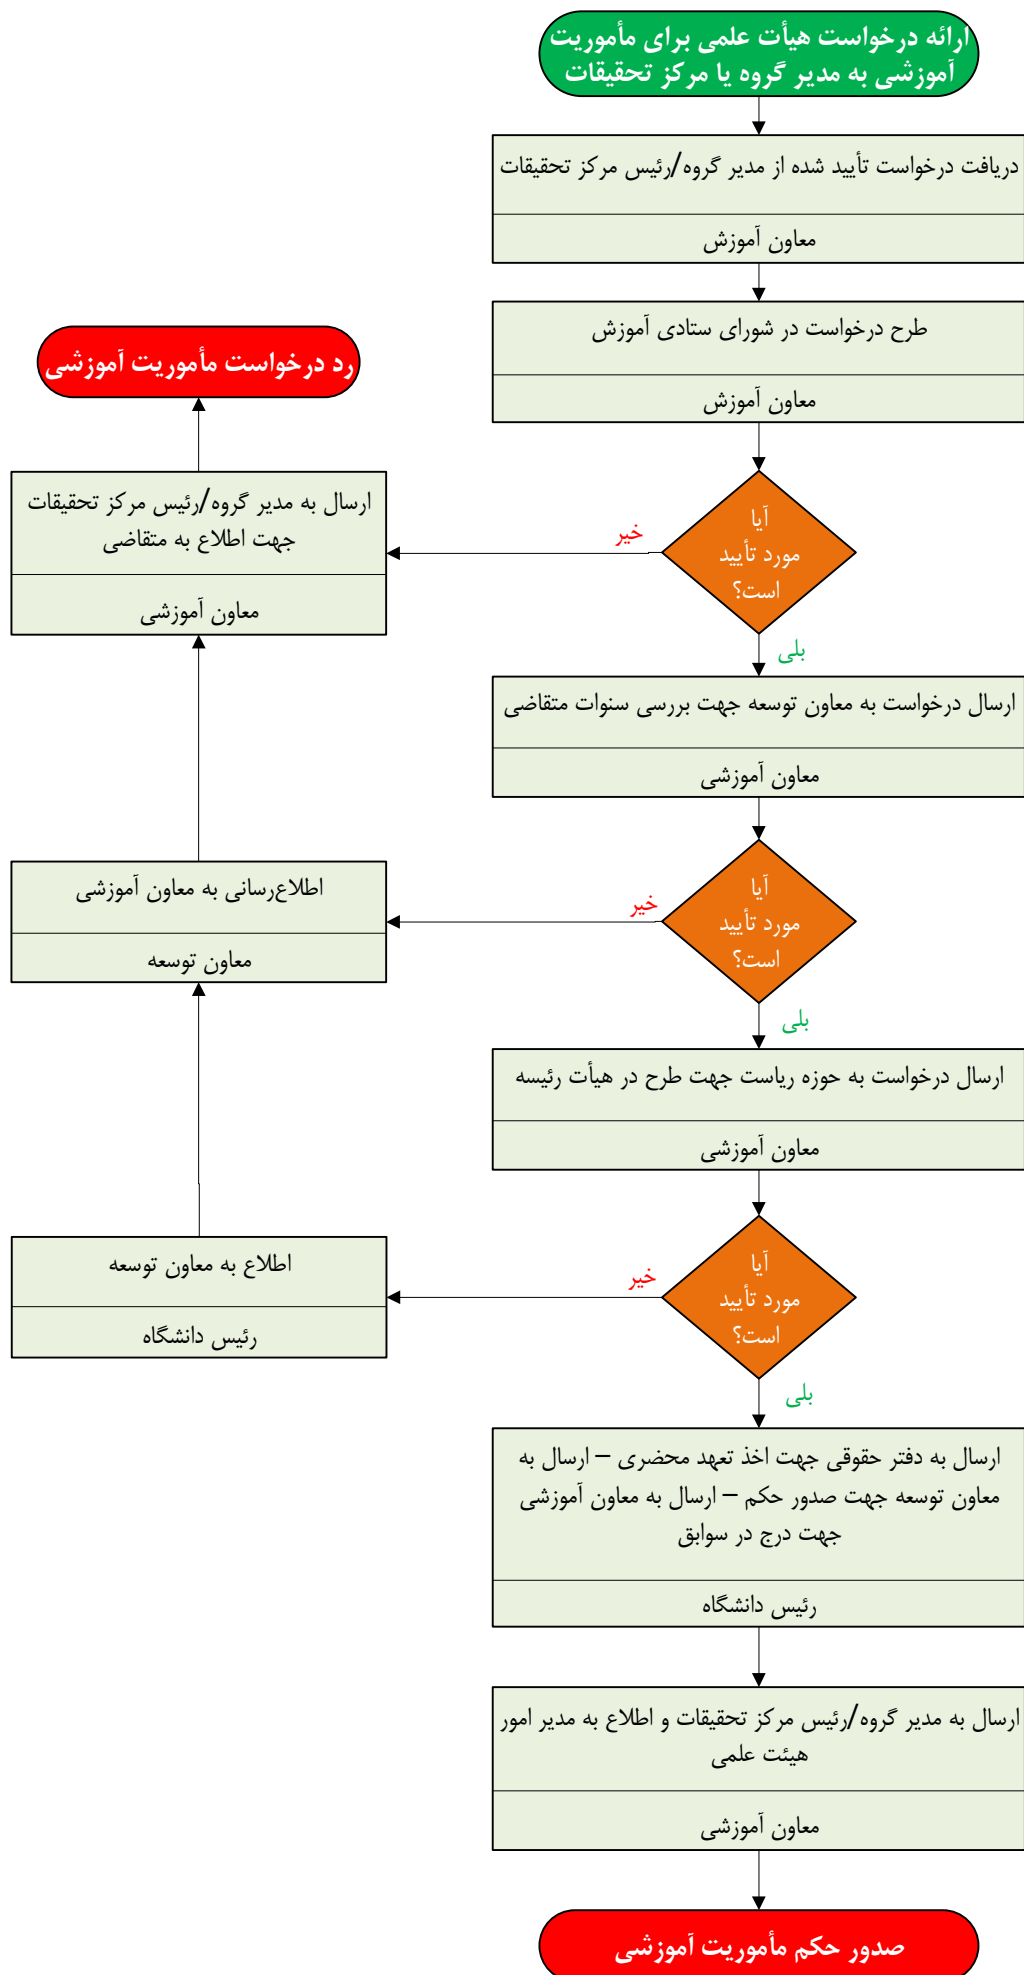 ارائه درخواست هیأت علمی برای مأموریت
آموزشی به مدیر گروه یا مرکز تحقیقات
دریافت درخواست تأیید شده از مدیر گروه/رئیس مرکز تحقیقات
معاون آموزش
طرح درخواست در شورای ستادی آموزش
معاون آموزش
رد درخواست مأموریت آموزشی
آیا
مورد تأیید
است؟
خیر
ارسال به مدیر گروه/رئیس مرکز تحقیقات
جهت اطلاع به متقاضی
معاون آموزشی
بلی
ارسال درخواست به معاون توسعه جهت بررسی سنوات متقاضی
معاون آموزشی
آیا
مورد تأیید
است؟
خیر
اطلاع‌رسانی به معاون آموزشی
معاون توسعه
بلی
ارسال درخواست به حوزه ریاست جهت طرح در هیأت رئیسه
معاون آموزشی
آیا
مورد تأیید
است؟
خیر
اطلاع به معاون توسعه
رئیس دانشگاه
بلی
ارسال به دفتر حقوقی جهت اخذ تعهد محضری – ارسال به
معاون توسعه جهت صدور حکم – ارسال به معاون آموزشی
جهت درج در سوابق
رئیس دانشگاه
ارسال به مدیر گروه/رئیس مرکز تحقیقات و اطلاع به مدیر امور
هیئت علمی
معاون آموزشی
صدور حکم مأموریت آموزشی